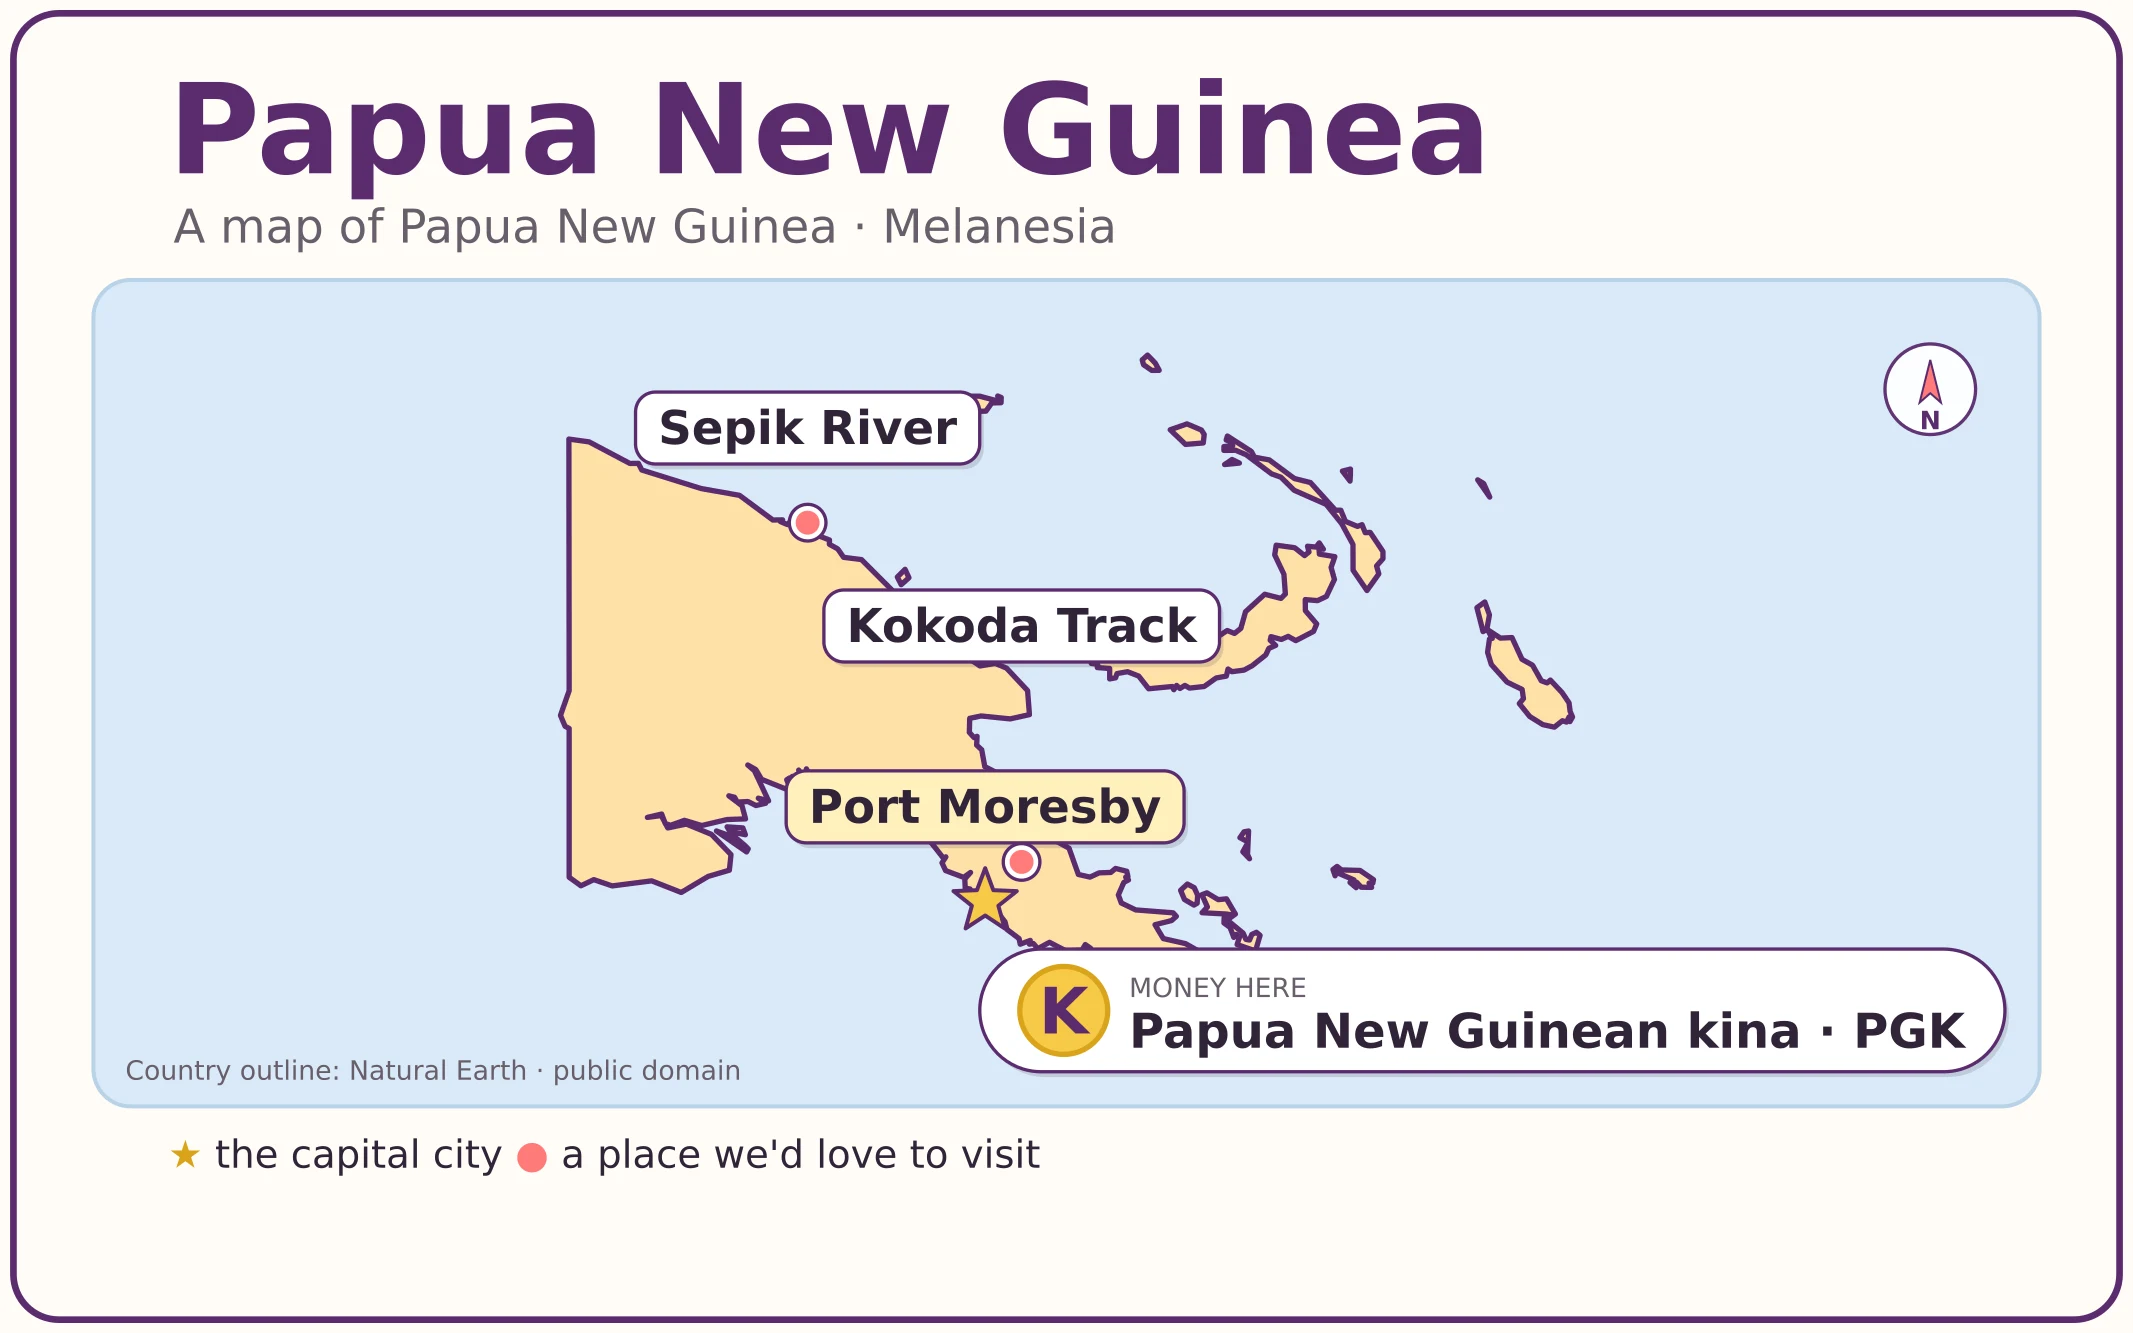 Papua New Guinea
A map of Papua New Guinea · Melanesia
N
Sepik River
Kokoda Track
Port Moresby
K
MONEY HERE
Papua New Guinean kina · PGK
Country outline: Natural Earth · public domain
★ the capital city ● a place we'd love to visit